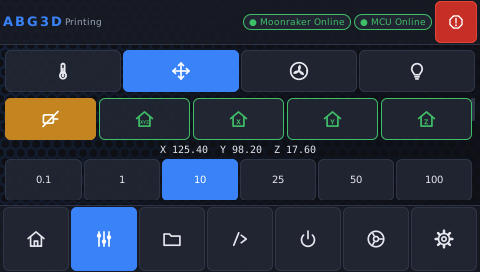 ABG3D Printing Moonraker Online MCU Online
XYZ X Y Z
X 125.40 Y 98.20 Z 17.60
0.1 1 10 25 50 100